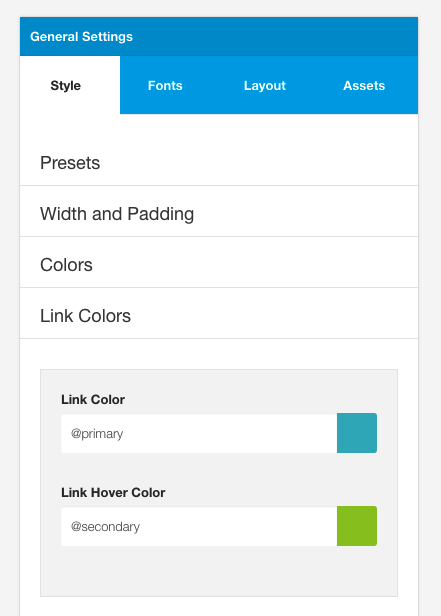 General Settings
Style Fonts Layout Assets
Presets
Width and Padding
Colors
Link Colors
Link Color
@primary
Link Hover Color
@secondary